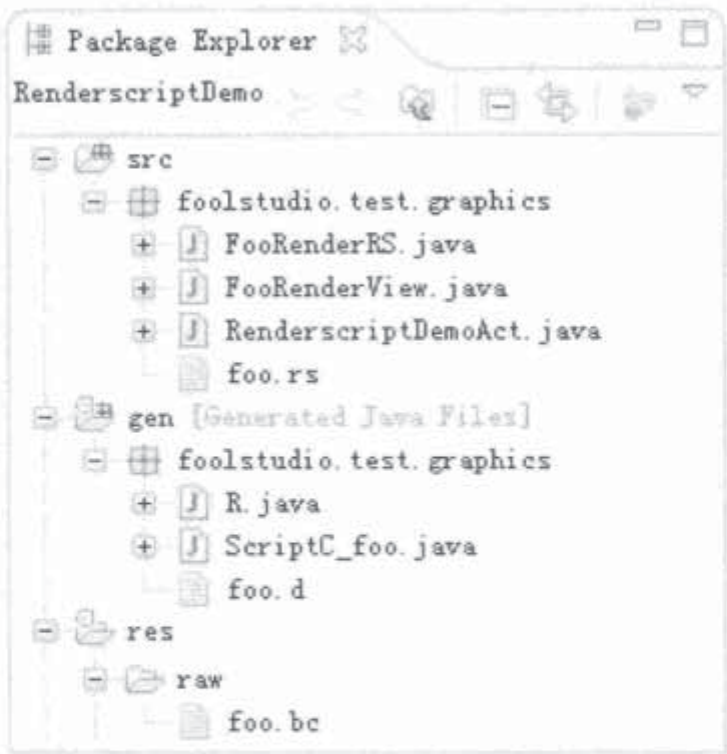 Package Explorer
RenderscriptDemo
src
foolstudio.test.graphics
FooRenderRS.java
FooRenderView.java
RenderscriptDemoAct.java
foo.rs
gen [Generated Java Files]
foolstudio.test.graphics
R.java
ScriptC_foo.java
foo.d
res
raw
foo.bc